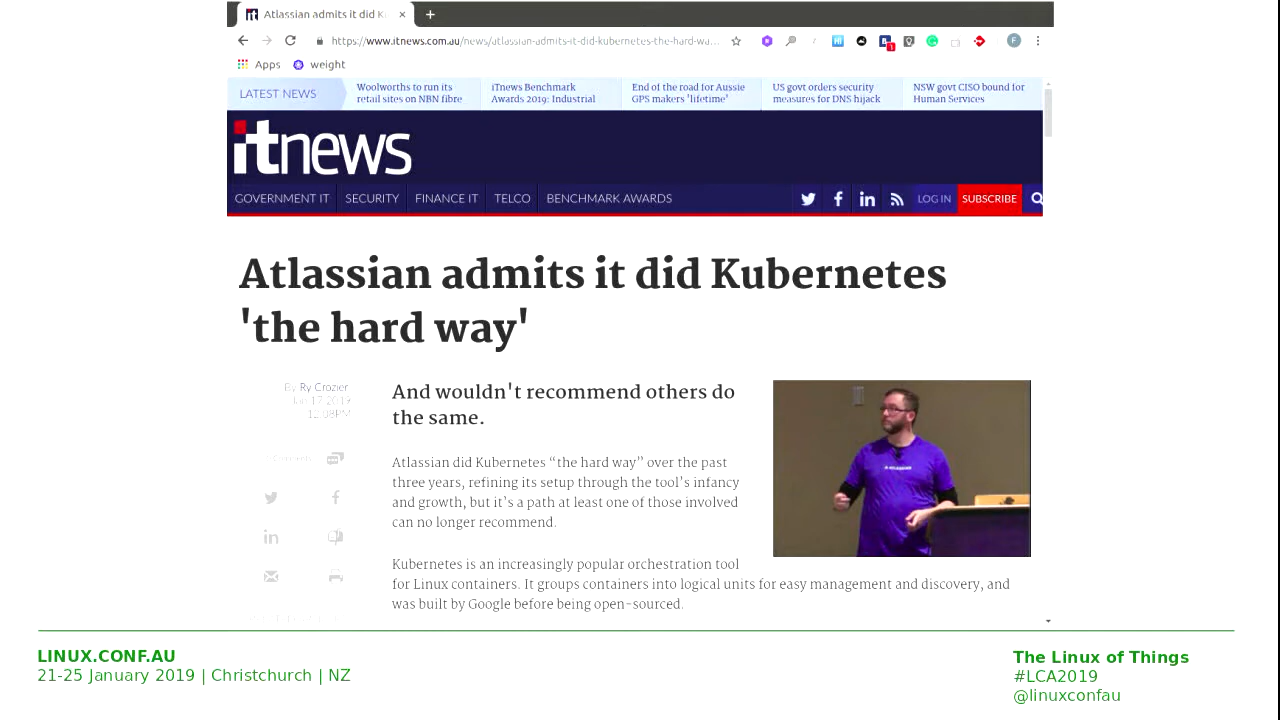 Atlassian admits it did Ku
https://www.itnews.com.au/news/atlassian-admits-it-did-kubernetes-the-hard-wa...
Apps
weight
LATEST NEWS
Woolworths to run its
retail sites on NBN fibre
iTnews Benchmark
Awards 2019: Industrial
End of the road for Aussie
GPS makers 'lifetime'
US govt orders security
measures for DNS hijack
NSW govt CISO bound for
Human Services
itnews
GOVERNMENT IT
SECURITY
FINANCE IT
TELCO
BENCHMARK AWARDS
LOG IN
SUBSCRIBE
Atlassian admits it did Kubernetes
'the hard way'
By Ry Crozier
Jan 17 2019
12:08PM
And wouldn't recommend others do
the same.
Atlassian did Kubernetes “the hard way” over the past
three years, refining its setup through the tool's infancy
and growth, but it's a path at least one of those involved
can no longer recommend.
Kubernetes is an increasingly popular orchestration tool
for Linux containers. It groups containers into logical units for easy management and discovery, and
was built by Google before being open-sourced.
LINUX.CONF.AU
21-25 January 2019 | Christchurch | NZ
The Linux of Things
#LCA2019
@linuxconfau